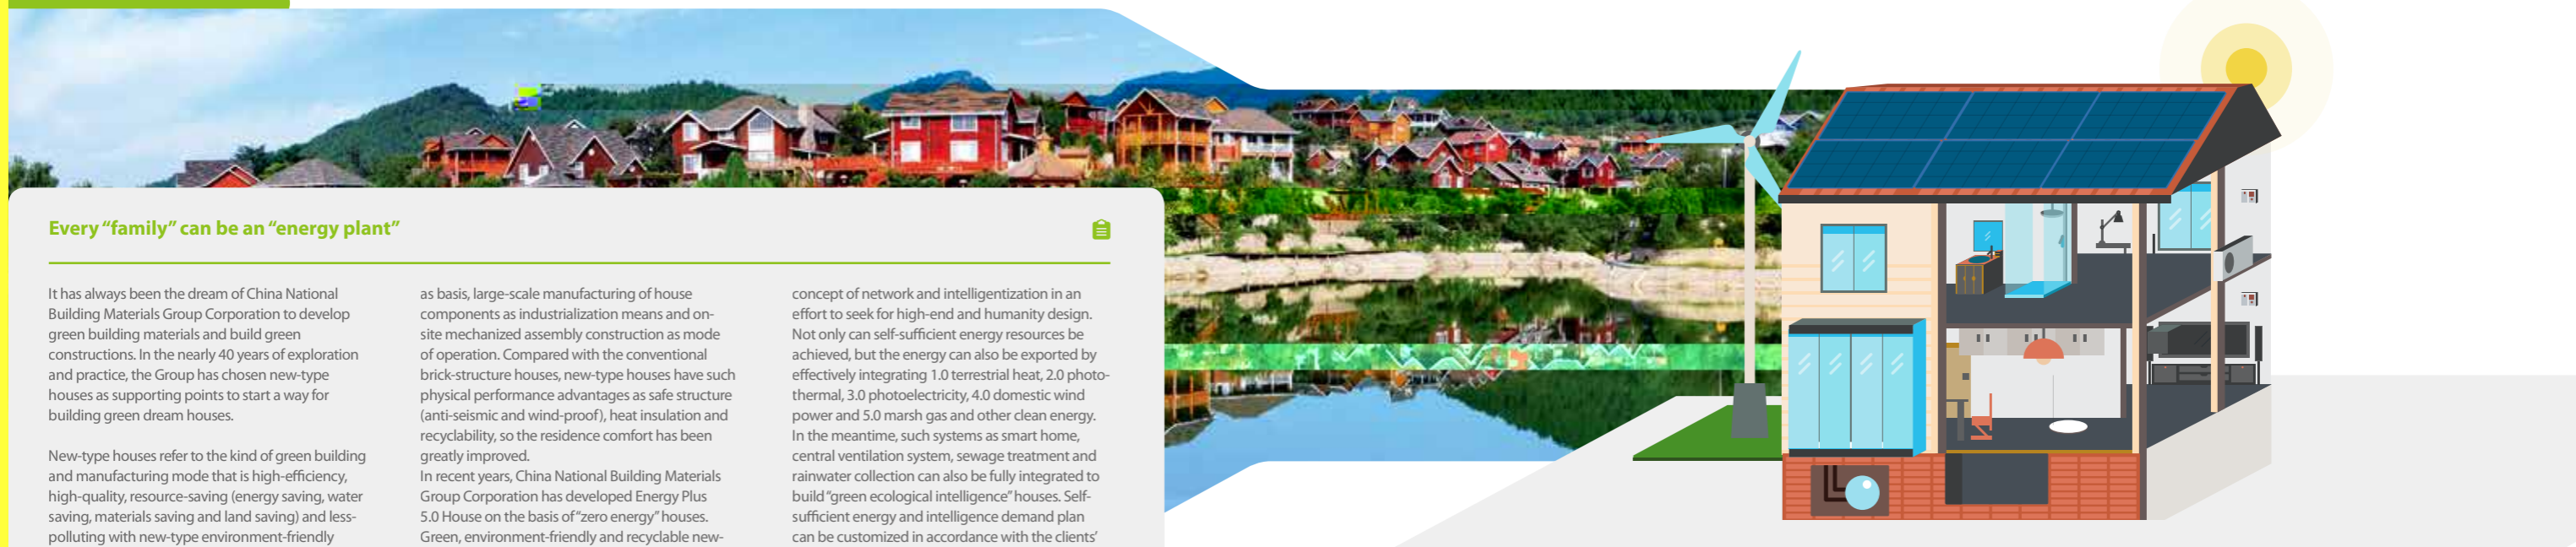 Every “family” can be an “energy plant”
It has always been the dream of China National
Building Materials Group Corporation to develop
green building materials and build green
constructions. In the nearly 40 years of exploration
and practice, the Group has chosen new-type
houses as supporting points to start a way for
building green dream houses.
New-type houses refer to the kind of green building
and manufacturing mode that is high-efficiency,
high-quality, resource-saving (energy saving, water
saving, materials saving and land saving) and less-
polluting with new-type environment-friendly
as basis, large-scale manufacturing of house
components as industrialization means and on-
site mechanized assembly construction as mode
of operation. Compared with the conventional
brick-structure houses, new-type houses have such
physical performance advantages as safe structure
(anti-seismic and wind-proof), heat insulation and
recyclability, so the residence comfort has been
greatly improved.
In recent years, China National Building Materials
Group Corporation has developed Energy Plus
5.0 House on the basis of “zero energy” houses.
Green, environment-friendly and recyclable new-
concept of network and intelligentization in an
effort to seek for high-end and humanity design.
Not only can self-sufficient energy resources be
achieved, but the energy can also be exported by
effectively integrating 1.0 terrestrial heat, 2.0 photo-
thermal, 3.0 photoelectricity, 4.0 domestic wind
power and 5.0 marsh gas and other clean energy.
In the meantime, such systems as smart home,
central ventilation system, sewage treatment and
rainwater collection can also be fully integrated to
build “green ecological intelligence” houses. Self-
sufficient energy and intelligence demand plan
can be customized in accordance with the clients’